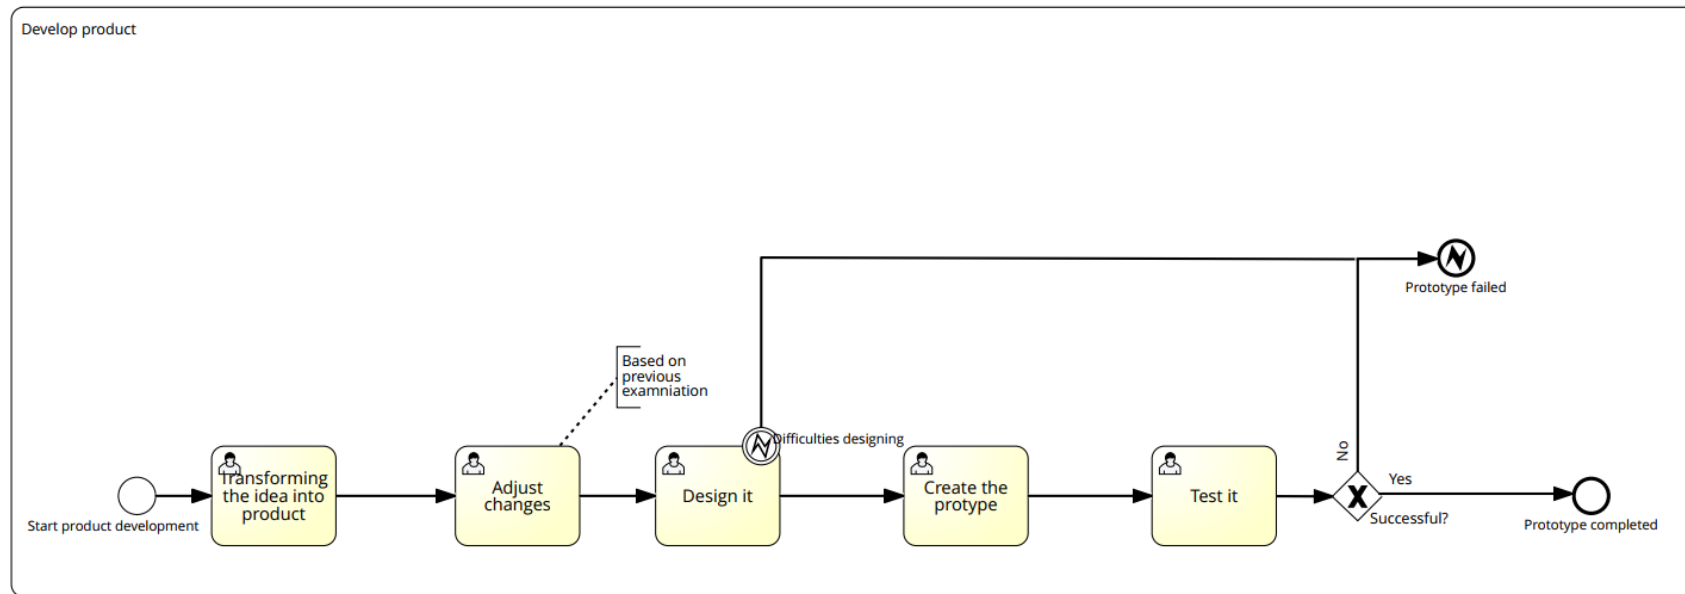 Develop product
Prototype failed
Based on
previous
examniation
Difficulties designing
No
Transforming
the idea into
product
Adjust
changes
Design it
Create the
protype
Test it
Yes
Successful?
Start product development
Prototype completed